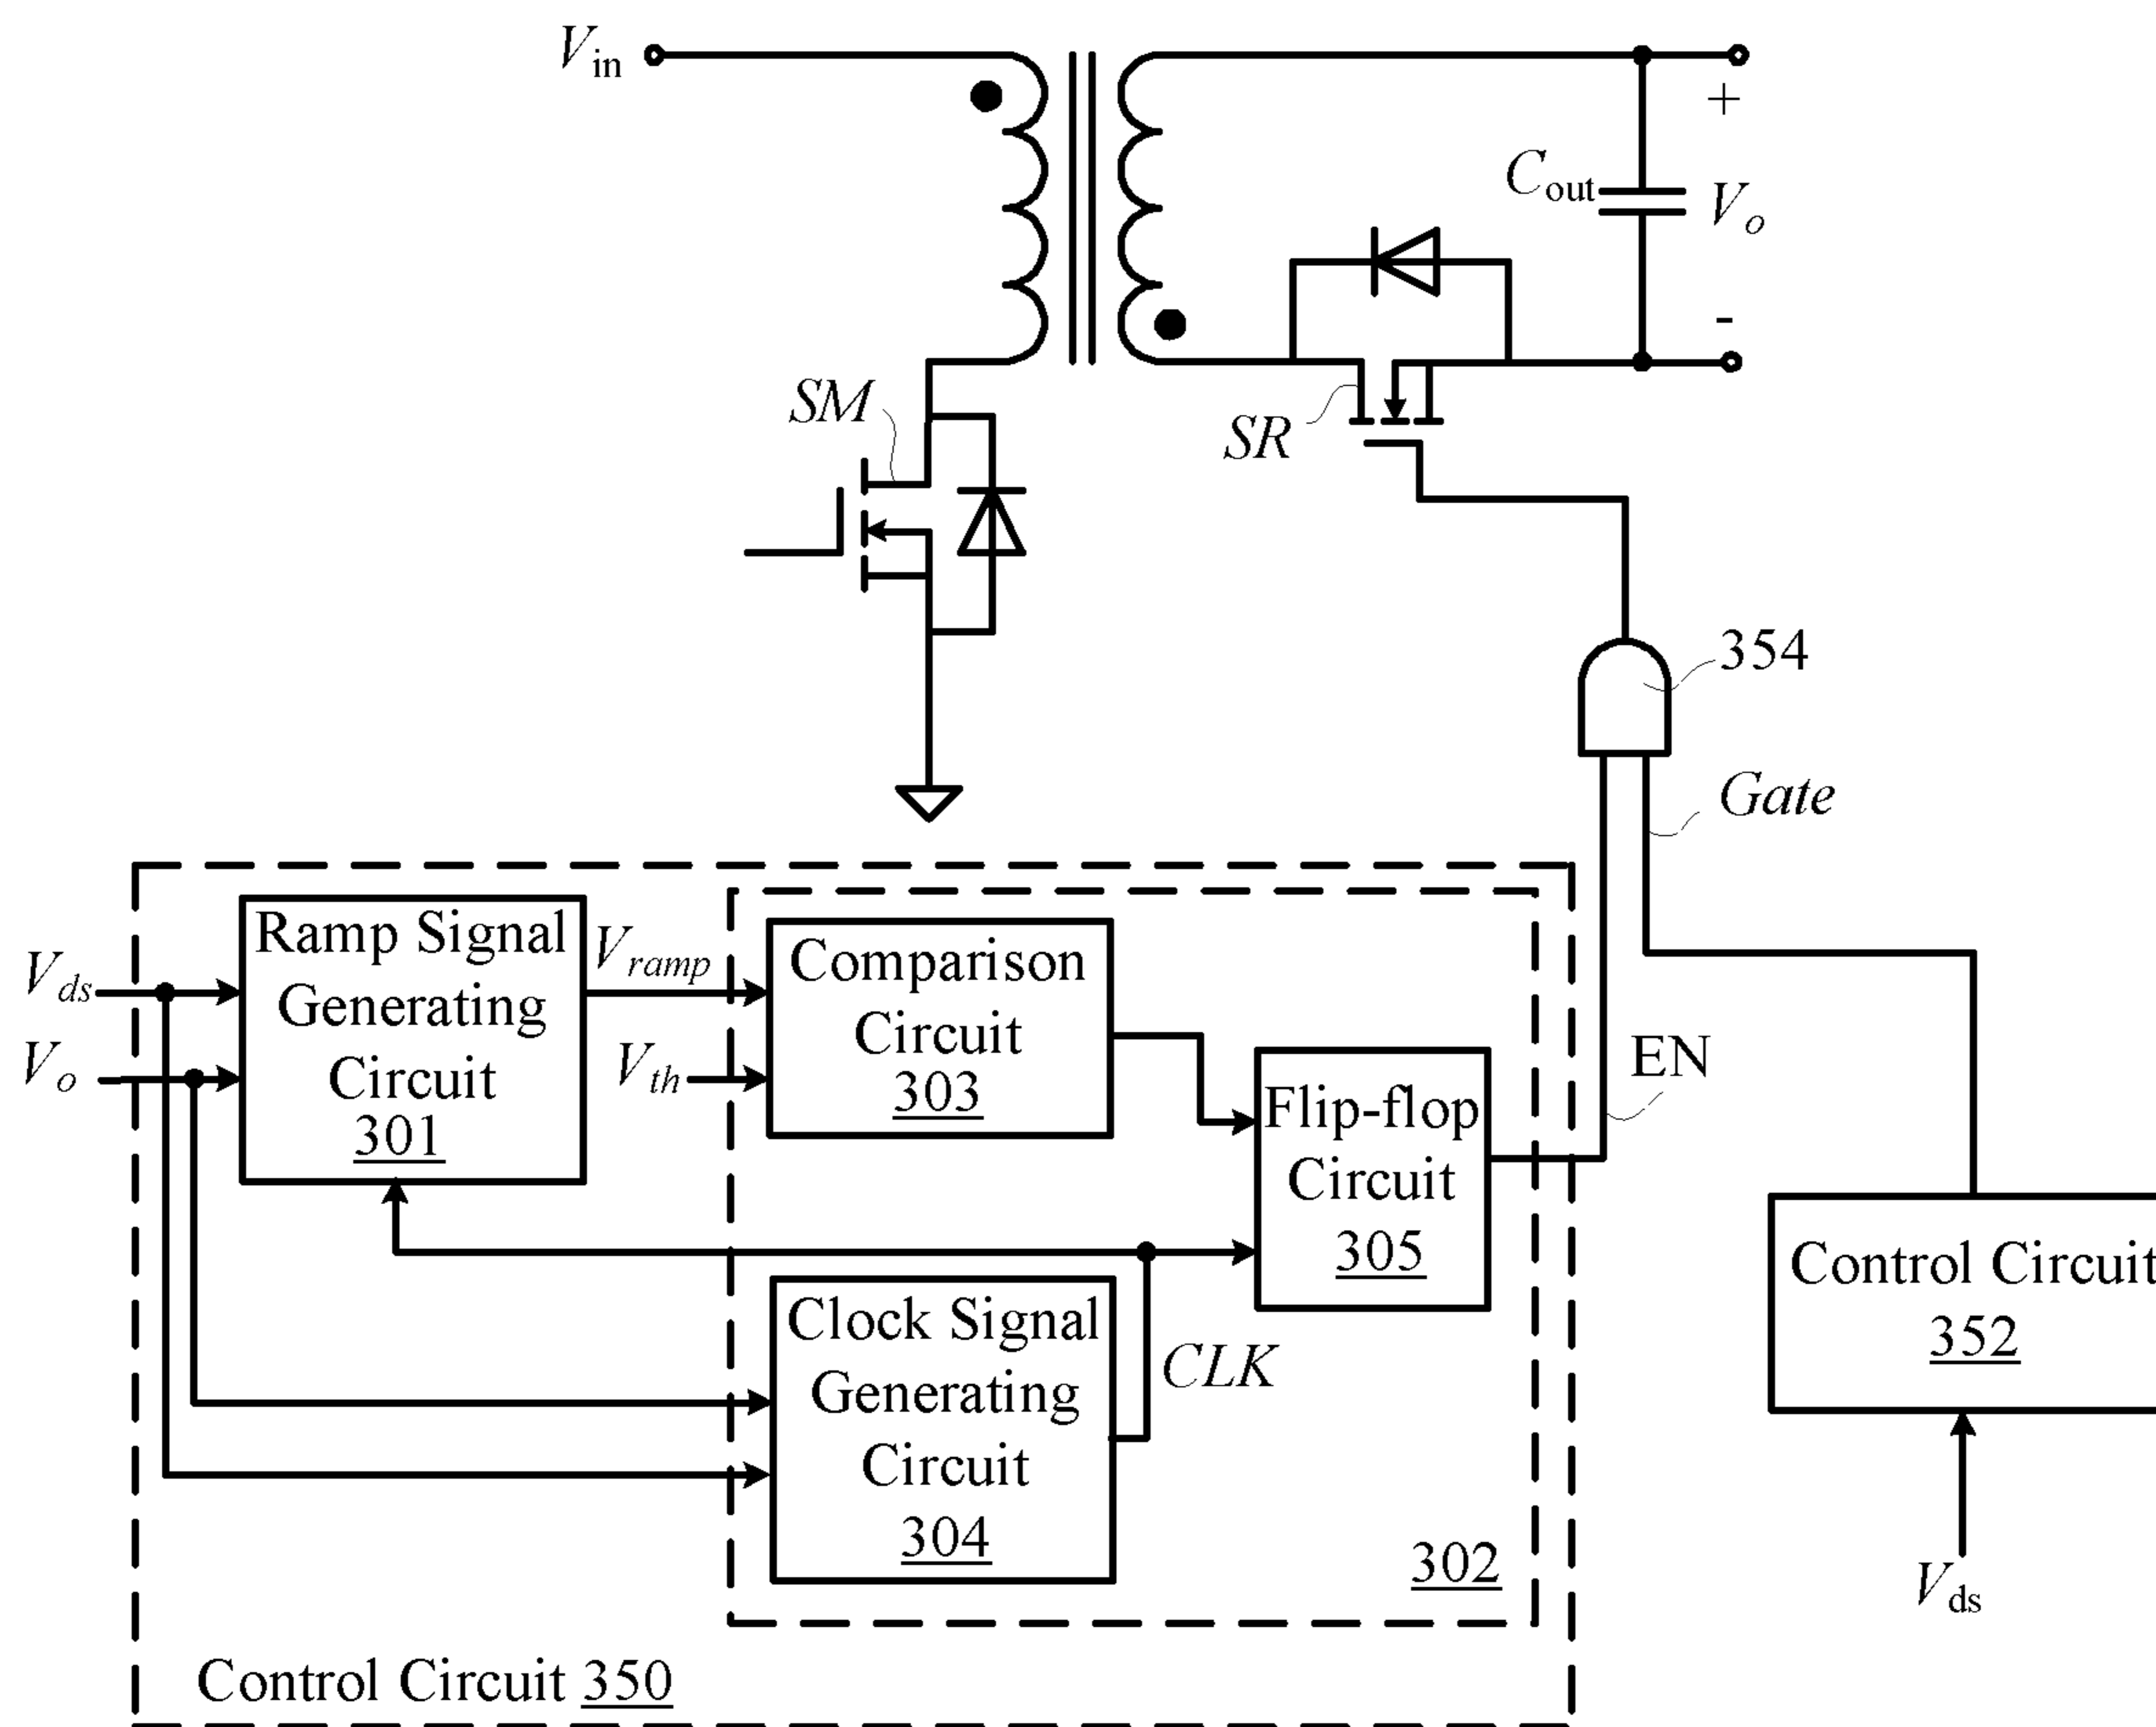 Vin
+
Cout
Vo
-
SM
SR
354
Gate
Ramp Signal
Generating
Circuit
301
Vds
Vo
Vramp
Vth
Comparison
Circuit
303
Flip-flop
Circuit
305
EN
Clock Signal
Generating
Circuit
304
CLK
302
Control Circuit
352
Vds
Control Circuit 350